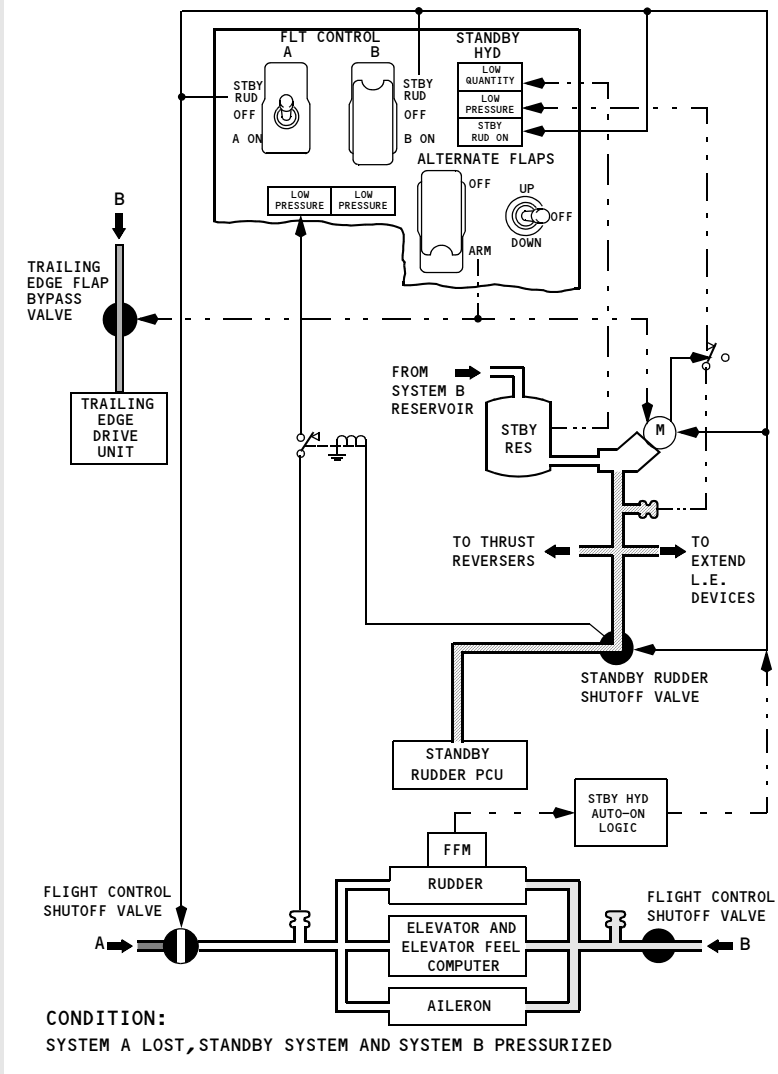 FLT CONTROL
A
B
STANDBY
HYD
STBY
RUD
OFF
A ON
STBY
RUD
OFF
B ON
LOW
QUANTITY
LOW
PRESSURE
STBY
RUD ON
ALTERNATE FLAPS
OFF
ARM
UP
OFF
DOWN
LOW
PRESSURE
LOW
PRESSURE
B
TRAILING
EDGE FLAP
BYPASS
VALVE
TRAILING
EDGE
DRIVE
UNIT
FROM
SYSTEM B
RESERVOIR
STBY
RES
M
TO THRUST
REVERSERS
TO
EXTEND
L.E.
DEVICES
STANDBY RUDDER
SHUTOFF VALVE
STANDBY
RUDDER PCU
STBY HYD
AUTO-ON
LOGIC
FFM
RUDDER
FLIGHT CONTROL
SHUTOFF VALVE
FLIGHT CONTROL
SHUTOFF VALVE
A
ELEVATOR AND
ELEVATOR FEEL
COMPUTER
B
AILERON
CONDITION:
SYSTEM A LOST, STANDBY SYSTEM AND SYSTEM B PRESSURIZED